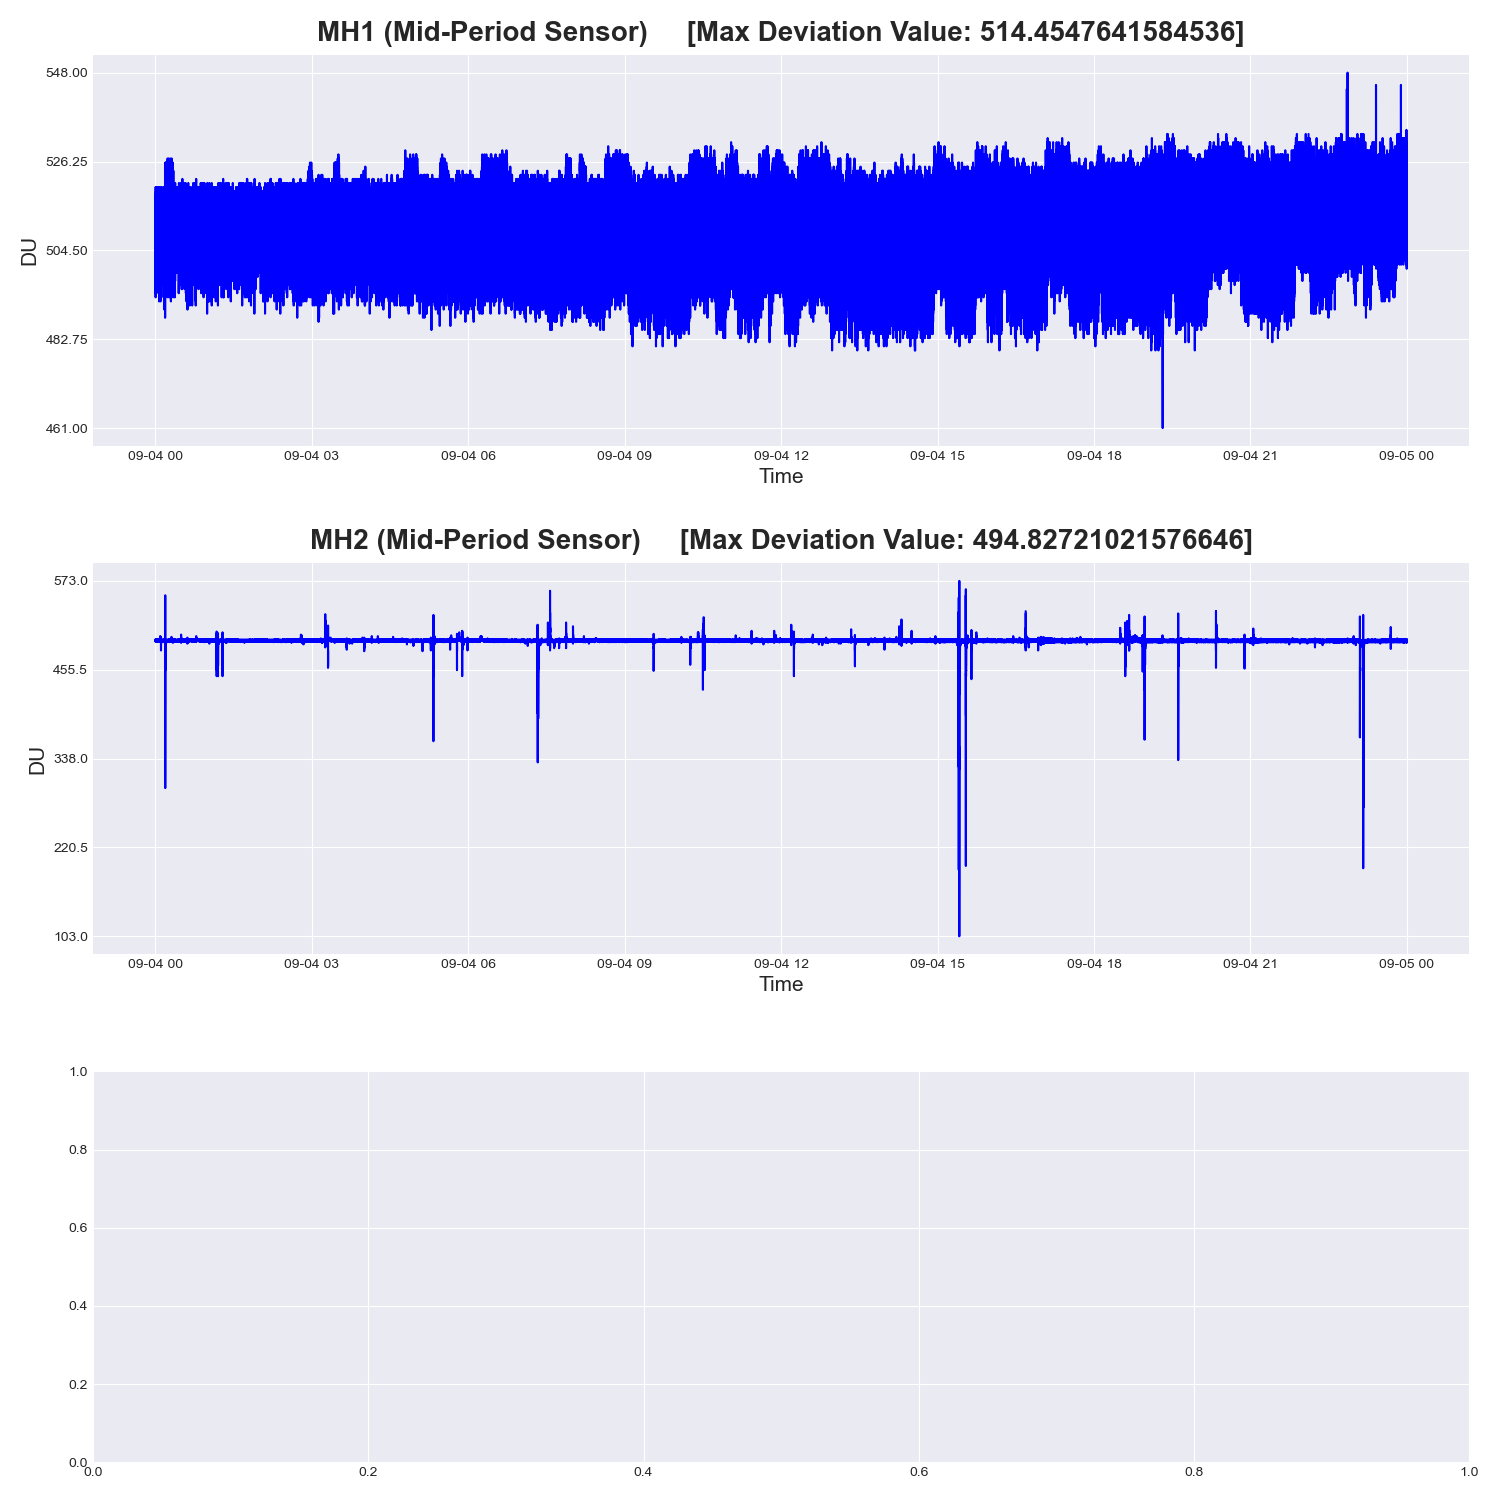 MH1 (Mid-Period Sensor) [Max Deviation Value: 514.4547641584536]
548.00
526.25
504.50
482.75
461.00
DU
09-04 00 09-04 03 09-04 06 09-04 09 09-04 12 09-04 15 09-04 18 09-04 21 09-05 00
Time
MH2 (Mid-Period Sensor) [Max Deviation Value: 494.82721021576646]
573.0
455.5
338.0
220.5
103.0
DU
09-04 00 09-04 03 09-04 06 09-04 09 09-04 12 09-04 15 09-04 18 09-04 21 09-05 00
Time
1.0
0.8
0.6
0.4
0.2
0.0
0.0 0.2 0.4 0.6 0.8 1.0